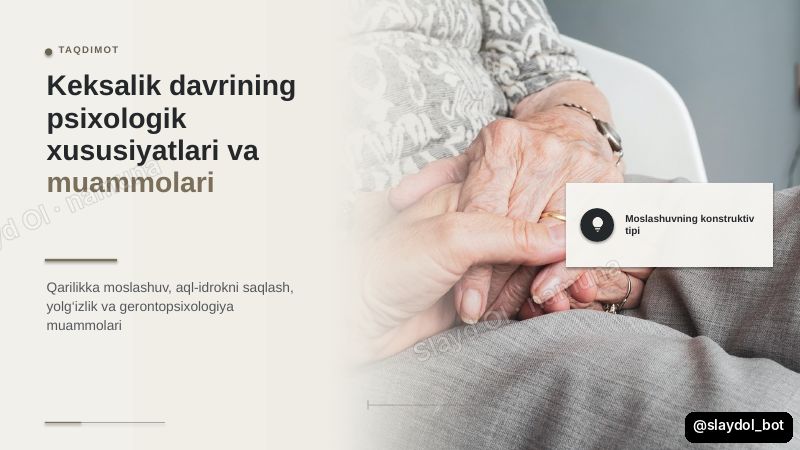 TAQDIMOT
Keksalik davrining
psixologik
xususiyatlari va
muammolari
Qarilikka moslashuv, aql-idrokni saqlash,
yolg‘izlik va gerontopsixologiya
muammolari
Moslashuvning konstruktiv
tipi
@slaydol_bot